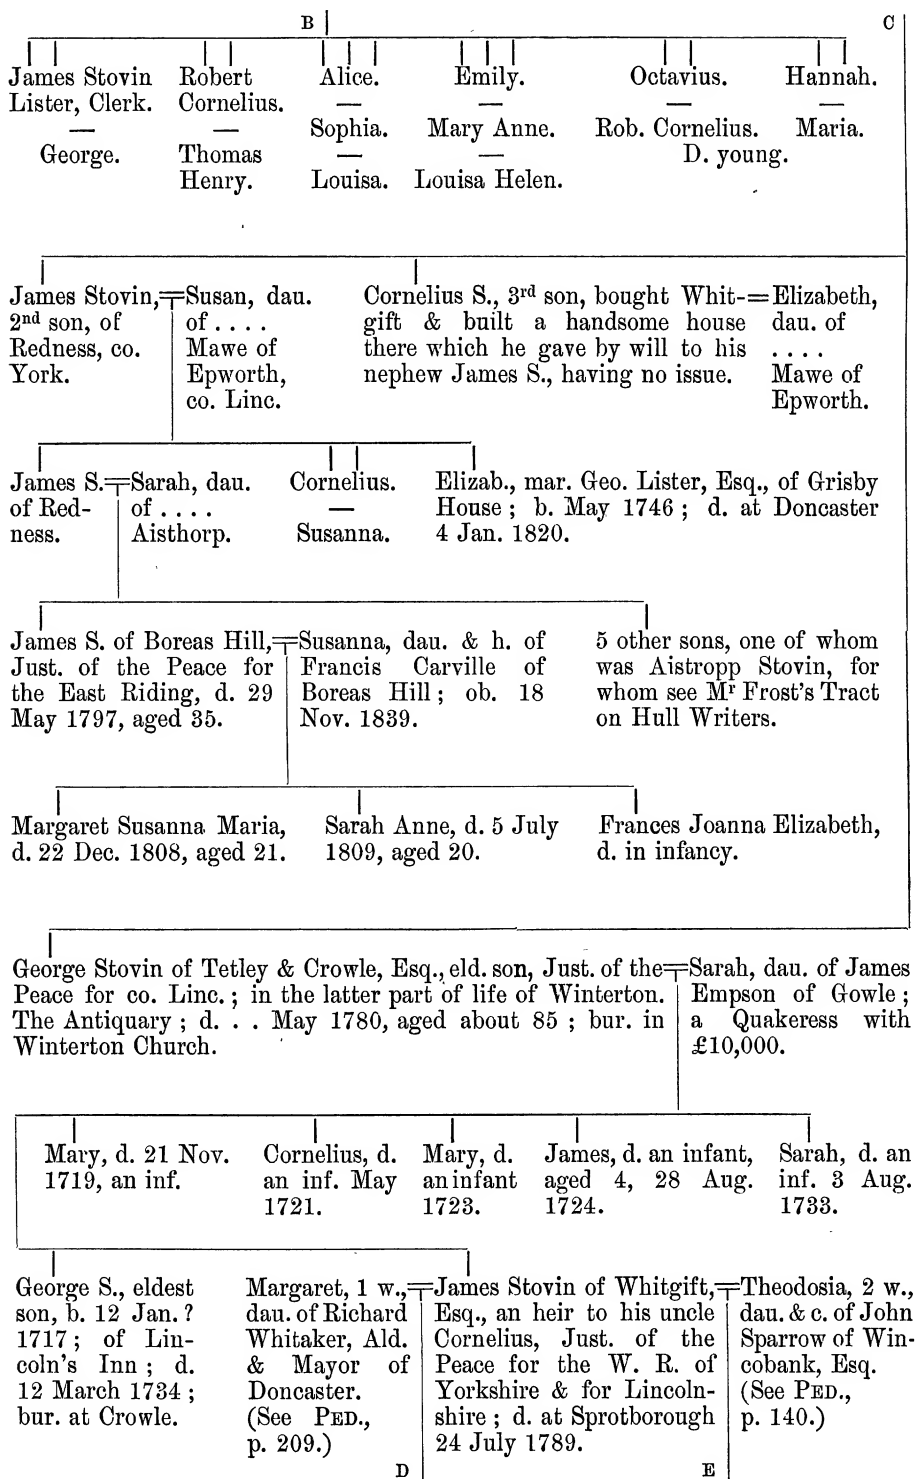 B C
James Stovin Robert Alice. Emily. Octavius. Hannah.
Lister, Clerk. Cornelius. — — — —
— — Sophia. Mary Anne. Rob. Cornelius. Maria.
George. Thomas — — D. young.
Henry. Louisa. Louisa Helen.
James Stovin,
2nd son, of
Redness, co.
York.
Susan, dau.
of . . . .
Mawe of
Epworth,
co. Linc.
Cornelius S., 3rd son, bought Whit-
gift & built a handsome house
there which he gave by will to his
nephew James S., having no issue.
Elizabeth,
dau. of
. . . .
Mawe of
Epworth.
James S.
of Red-
ness.
Sarah, dau.
of . . . .
Aisthorp.
Cornelius.
—
Susanna.
Elizab., mar. Geo. Lister, Esq., of Grisby
House ; b. May 1746 ; d. at Doncaster
4 Jan. 1820.
James S. of Boreas Hill,
Just. of the Peace for
the East Riding, d. 29
May 1797, aged 35.
Susanna, dau. & h. of
Francis Carville of
Boreas Hill ; ob. 18
Nov. 1839.
5 other sons, one of whom
was Aistropp Stovin, for
whom see Mr Frost's Tract
on Hull Writers.
Margaret Susanna Maria,
d. 22 Dec. 1808, aged 21.
Sarah Anne, d. 5 July
1809, aged 20.
Frances Joanna Elizabeth,
d. in infancy.
George Stovin of Tetley & Crowle, Esq., eld. son, Just. of the
Peace for co. Linc. ; in the latter part of life of Winterton.
The Antiquary ; d. . . May 1780, aged about 85 ; bur. in
Winterton Church.
Sarah, dau. of James
Empson of Gowle ;
a Quakeress with
£10,000.
Mary, d. 21 Nov.
1719, an inf.
Cornelius, d.
an inf. May
1721.
Mary, d.
an infant
1723.
James, d. an infant,
aged 4, 28 Aug.
1724.
Sarah, d. an
inf. 3 Aug.
1733.
George S., eldest
son, b. 12 Jan. ?
1717 ; of Lin-
coln's Inn ; d.
12 March 1734 ;
bur. at Crowle.
Margaret, 1 w.,
dau. of Richard
Whitaker, Ald.
& Mayor of
Doncaster.
(See PED.,
p. 209.)
James Stovin of Whitgift,
Esq., an heir to his uncle
Cornelius, Just. of the
Peace for the W. R. of
Yorkshire & for Lincoln-
shire ; d. at Sprotborough
24 July 1789.
Theodosia, 2 w.,
dau. & c. of John
Sparrow of Win-
cobank, Esq.
(See PED.,
p. 140.)
D E